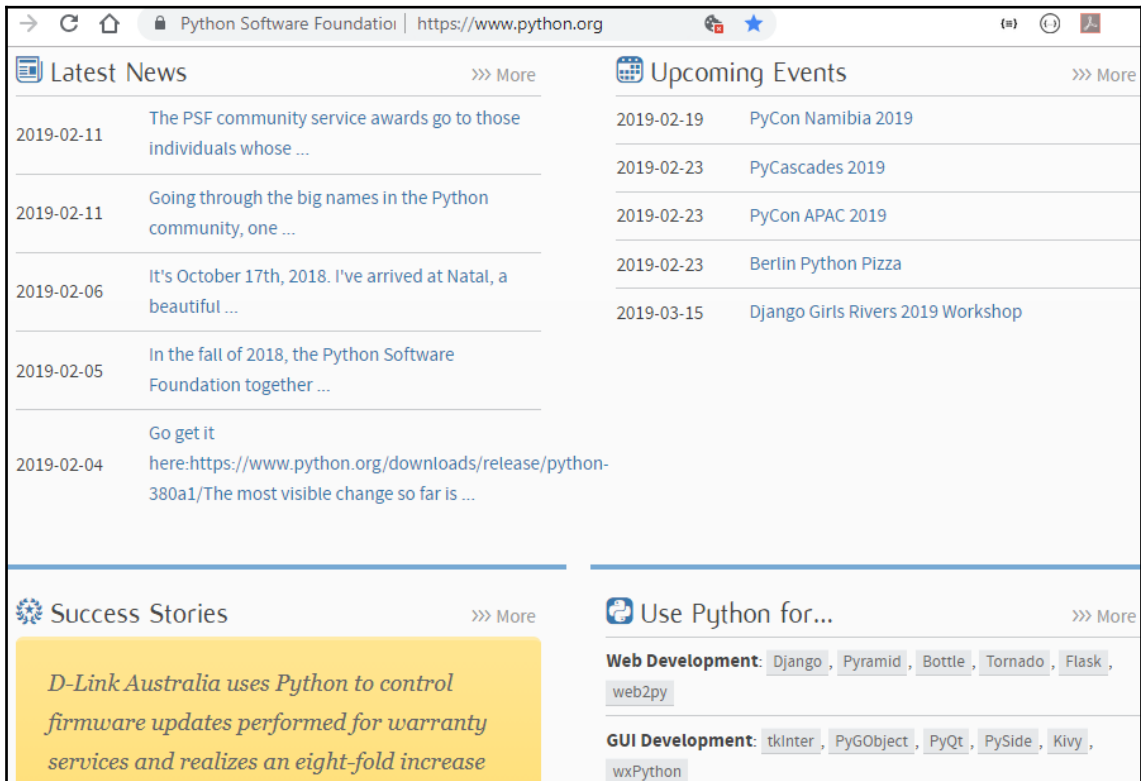 Python Software Foundation | https://www.python.org
Latest News
>>> More
2019-02-11
The PSF community service awards go to those
individuals whose ...
2019-02-11
Going through the big names in the Python
community, one ...
2019-02-06
It's October 17th, 2018. I've arrived at Natal, a
beautiful ...
2019-02-05
In the fall of 2018, the Python Software
Foundation together ...
2019-02-04
Go get it
here:https://www.python.org/downloads/release/python-
380a1/The most visible change so far is ...
Upcoming Events
>>> More
2019-02-19 PyCon Namibia 2019
2019-02-23 PyCascades 2019
2019-02-23 PyCon APAC 2019
2019-02-23 Berlin Python Pizza
2019-03-15 Django Girls Rivers 2019 Workshop
Success Stories
>>> More
D-Link Australia uses Python to control
firmware updates performed for warranty
services and realizes an eight-fold increase
Use Python for...
>>> More
Web Development: Django , Pyramid , Bottle , Tornado , Flask ,
web2py
GUI Development: tkInter , PyGObject , PyQt , PySide , Kivy ,
wxPython